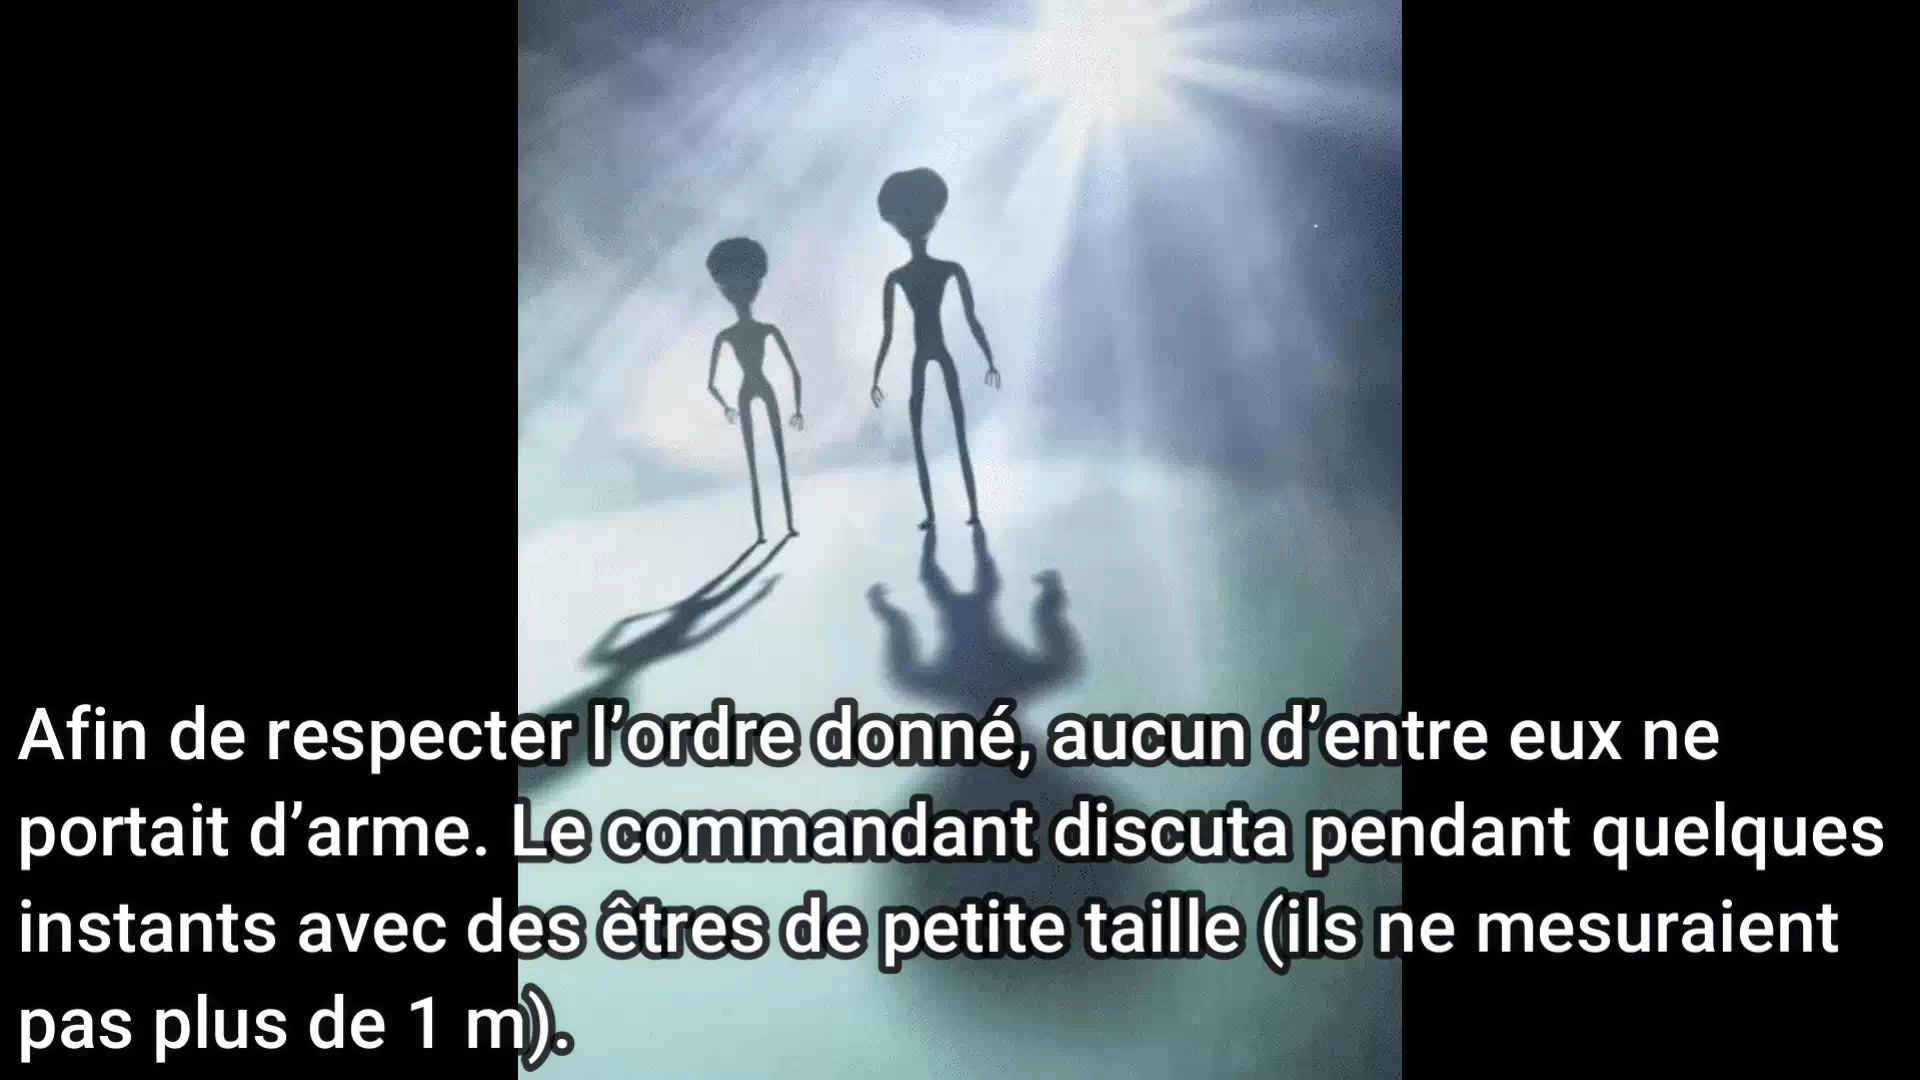 Afin de respecter l’ordre donné, aucun d’entre eux ne
portait d’arme. Le commandant discuta pendant quelques
instants avec des êtres de petite taille (ils ne mesuraient
pas plus de 1 m).